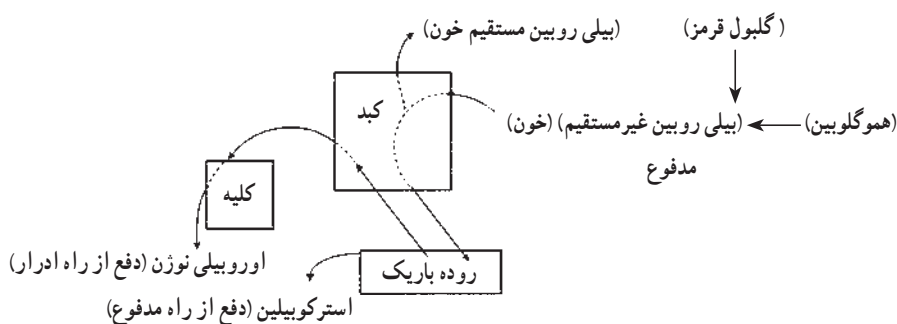 (گلبول قرمز)
(بیلی روبین مستقیم خون)
کبد
(هموگلوبین)
(بیلی روبین غیرمستقیم) (خون)
مدفوع
کلیه
اوروبیلی نوژن (دفع از راه ادرار)
روده باریک
استرکوبیلین (دفع از راه مدفوع)